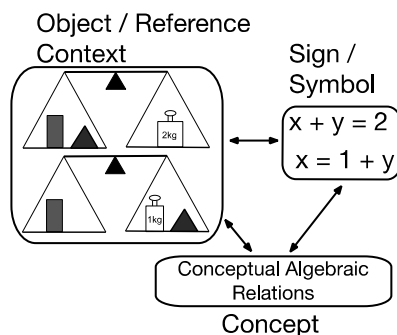 Object / Reference
Context
Sign /
Symbol
2kg
x + y = 2
x = 1 + y
1kg
Conceptual Algebraic
Relations
Concept